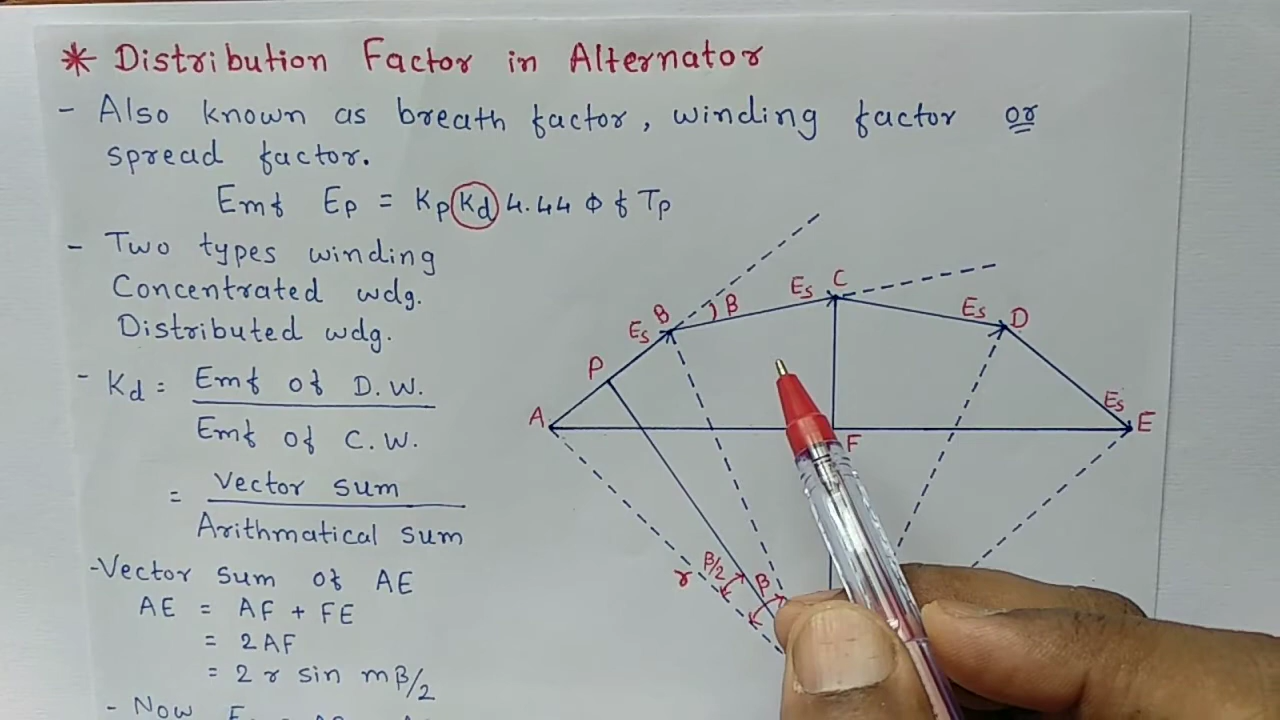 * Distribution Factor in Alternator
- Also known as breath factor, winding factor or
spread factor.
Emf Ep = Kp Kd 4.44 Φ f Tp
- Two types winding
Concentrated wdg.
Distributed wdg.
- Kd = Emf of D.W.
Emf of C.W.
= Vector sum
Arithmatical sum
- Vector sum of AE
AE = AF + FE
= 2AF
= 2 r sin mβ/2
- Now
Es B β Es C Es D
P
A F Es E
r β/2 β